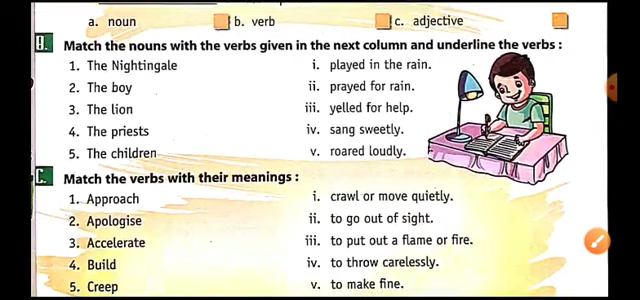 a. noun b. verb c. adjective
B. Match the nouns with the verbs given in the next column and underline the verbs :
1. The Nightingale i. played in the rain.
2. The boy ii. prayed for rain.
3. The lion iii. yelled for help.
4. The priests iv. sang sweetly.
5. The children v. roared loudly.
C. Match the verbs with their meanings :
1. Approach i. crawl or move quietly.
2. Apologise ii. to go out of sight.
3. Accelerate iii. to put out a flame or fire.
4. Build iv. to throw carelessly.
5. Creep v. to make fine.